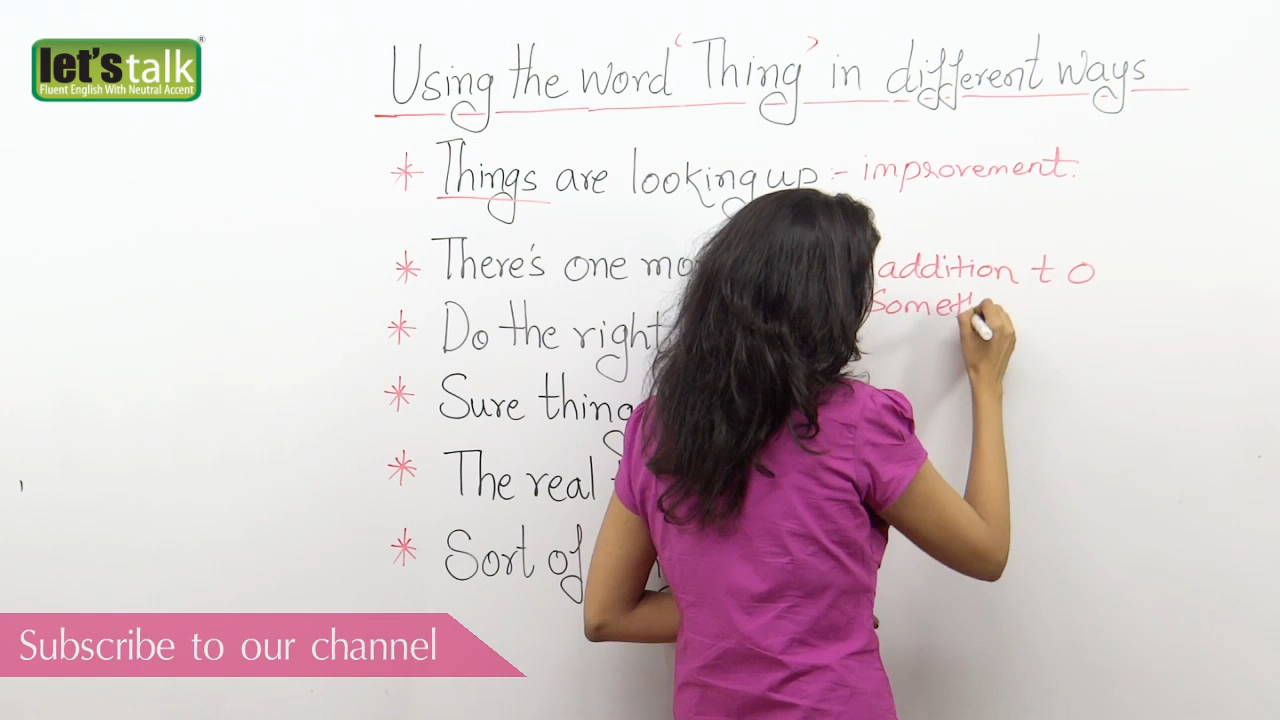 let's talk®
Fluent English With Neutral Accent
Using the word 'Thing' in different ways
* Things are looking up :- improvement.
* There's one mo
addition to
Someth
* Do the right
* Sure thing
* The real
* Sort of
Subscribe to our channel